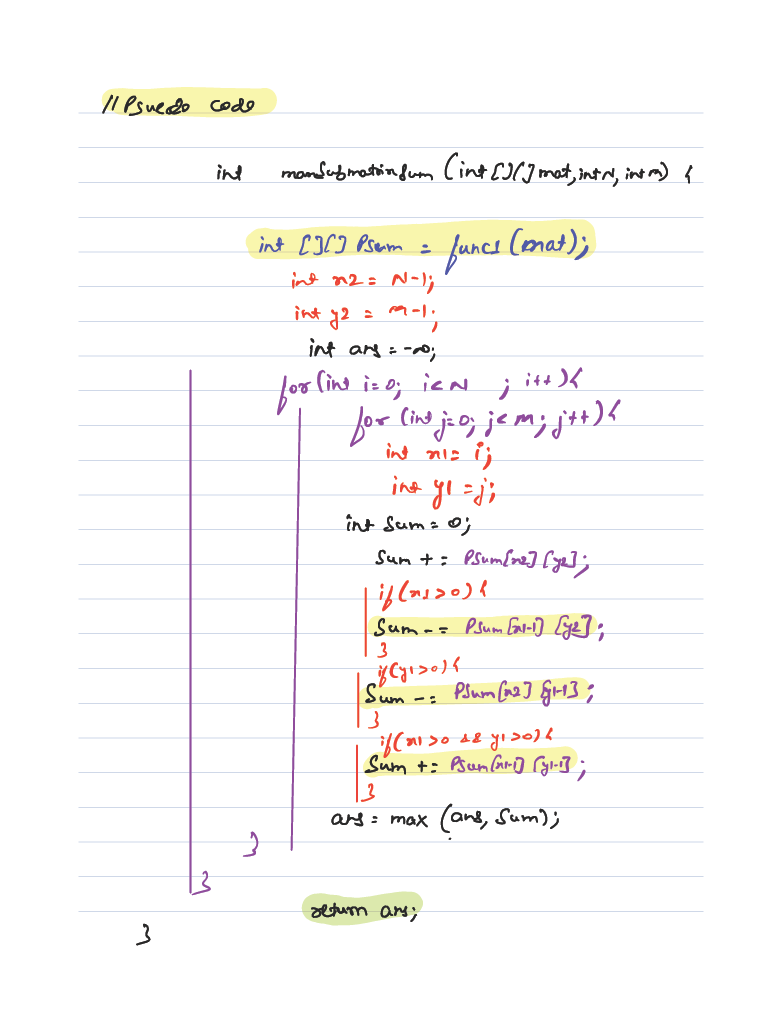 // Psuedo code
int maxSubmatrixSum (int [][] mat, int N, int m) {
int [][] Psum = funcs (mat);
int x2 = N-1;
int y2 = m-1;
int ans = -∞;
for (int i=0; i<N ; i++){
for (int j=0; j<m; j++){
int x1 = i;
int y1 = j;
int Sum = 0;
Sum += PSum[x2] [y2];
if (x1>0) {
Sum -= PSum [x1-1] [y2];
}
if (y1>0) {
Sum -= PSum [x2] [y1-1];
}
if (x1>0 && y1>0) {
Sum += PSum [x1-1] [y1-1];
}
ans = max (ans, Sum);
}
}
return ans;
}